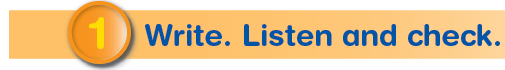 1 Write. Listen and check.